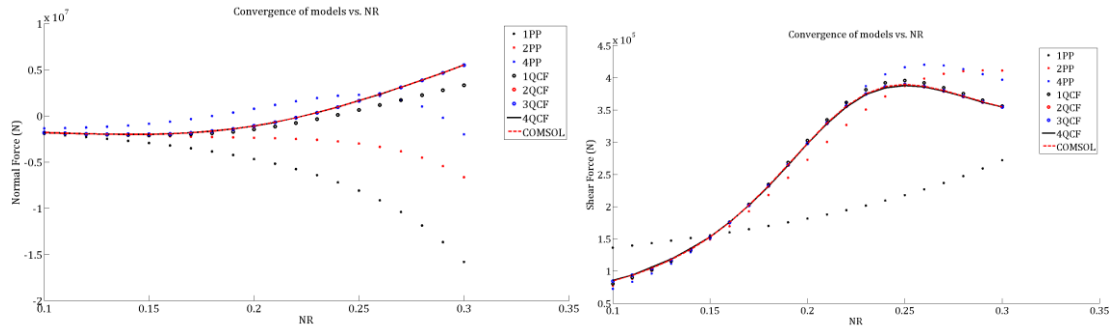 Convergence of models vs. NR
x 10^7
1
0.5
0
-0.5
-1
-1.5
-2
Normal Force (N)
0.1
0.15
0.2
0.25
0.3
0.35
NR
1PP
2PP
4PP
1QCF
2QCF
3QCF
4QCF
COMSOL
Convergence of models vs. NR
x 10^5
4.5
4
3.5
3
2.5
2
1.5
1
0.5
Shear Force (N)
0.1
0.15
0.2
0.25
0.3
0.35
NR
1PP
2PP
4PP
1QCF
2QCF
3QCF
4QCF
COMSOL